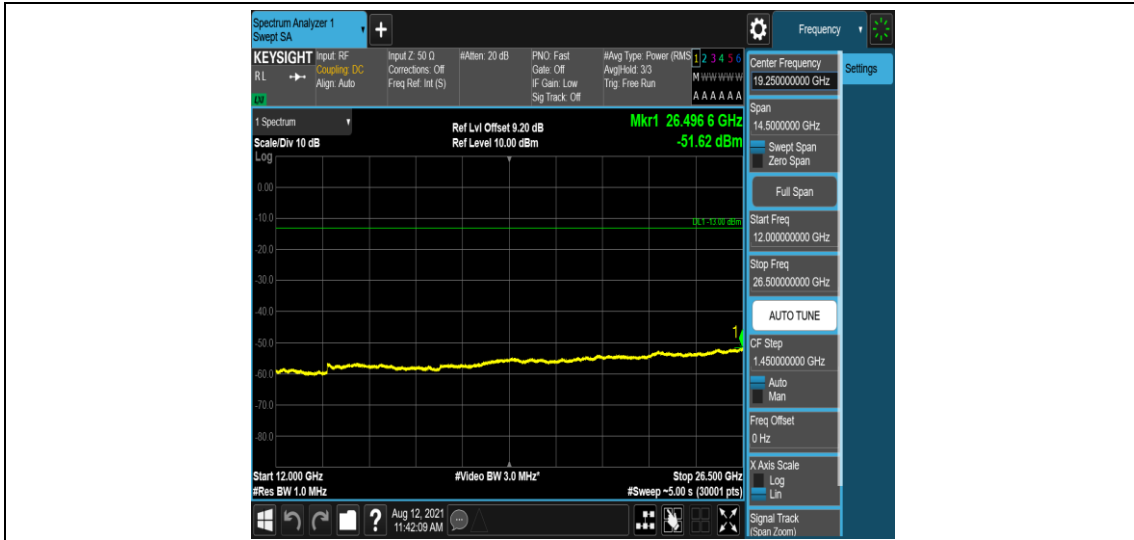 Spectrum Analyzer 1
Swept SA
+
Frequency
KEYSIGHT
RL
Input: RF
Coupling: DC
Align: Auto
Input Z: 50 Ω
Corrections: Off
Freq Ref: Int (S)
#Atten: 20 dB
PNO: Fast
Gate: Off
IF Gain: Low
Sig Track: Off
#Avg Type: Power (RMS
Avg|Hold: 3/3
Trig: Free Run
1 2 3 4 5 6
M W W W W W
A A A A A A
1 Spectrum
Scale/Div 10 dB
Ref Lvl Offset 9.20 dB
Ref Level 10.00 dBm
Mkr1 26.496 6 GHz
-51.62 dBm
Log
0.00
-10.0
DL1 -13.00 dBm
-20.0
-30.0
-40.0
1
-50.0
-60.0
-70.0
-80.0
Start 12.000 GHz
#Res BW 1.0 MHz
#Video BW 3.0 MHz*
Stop 26.500 GHz
#Sweep ~5.00 s (30001 pts)
Center Frequency
19.250000000 GHz
Settings
Span
14.5000000 GHz
Swept Span
Zero Span
Full Span
Start Freq
12.000000000 GHz
Stop Freq
26.500000000 GHz
AUTO TUNE
CF Step
1.450000000 GHz
Auto
Man
Freq Offset
0 Hz
X Axis Scale
Log
Lin
Signal Track
(Span Zoom)
?
Aug 12, 2021
11:42:09 AM